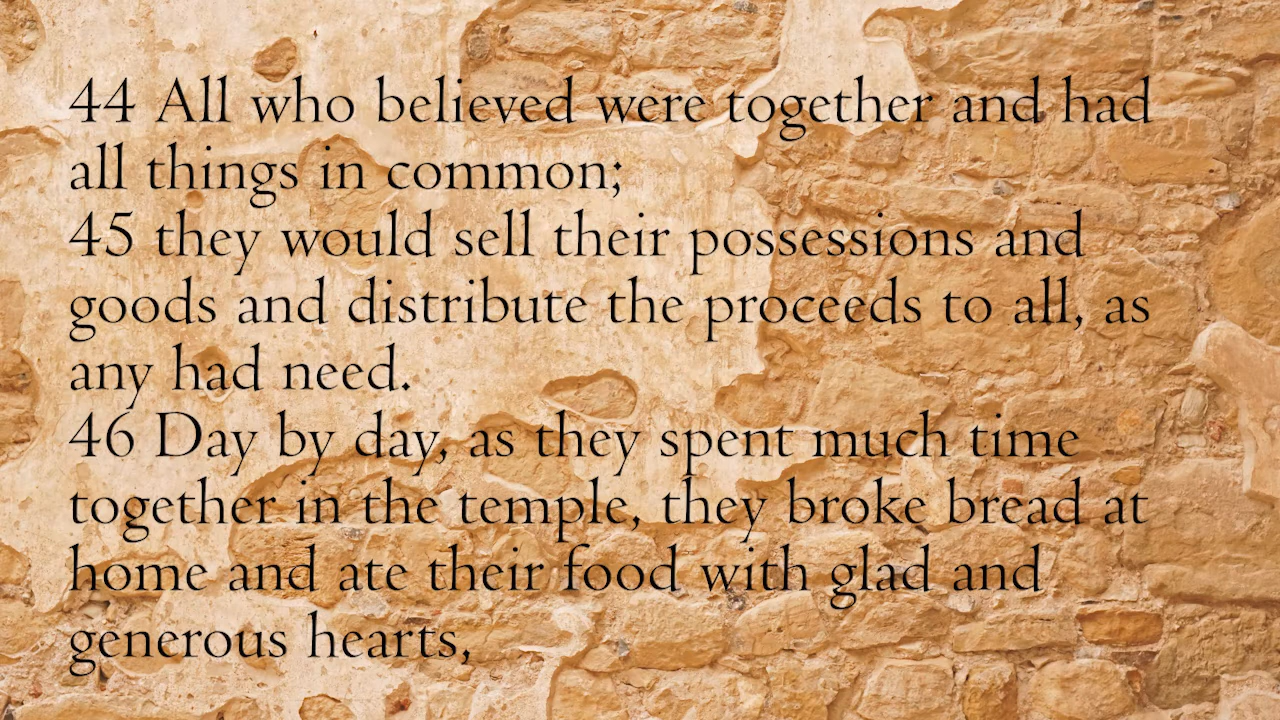 44 All who believed were together and had
all things in common;
45 they would sell their possessions and
goods and distribute the proceeds to all, as
any had need.
46 Day by day, as they spent much time
together in the temple, they broke bread at
home and ate their food with glad and
generous hearts,